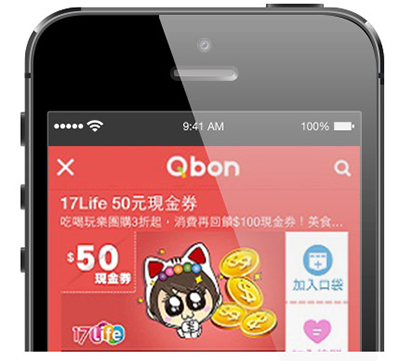 9:41 AM 100%
Qbon
17Life 50元現金券
吃喝玩樂團購3折起，消費再回饋$100現金券！美食…
$50
現金券
加入口袋
17Life